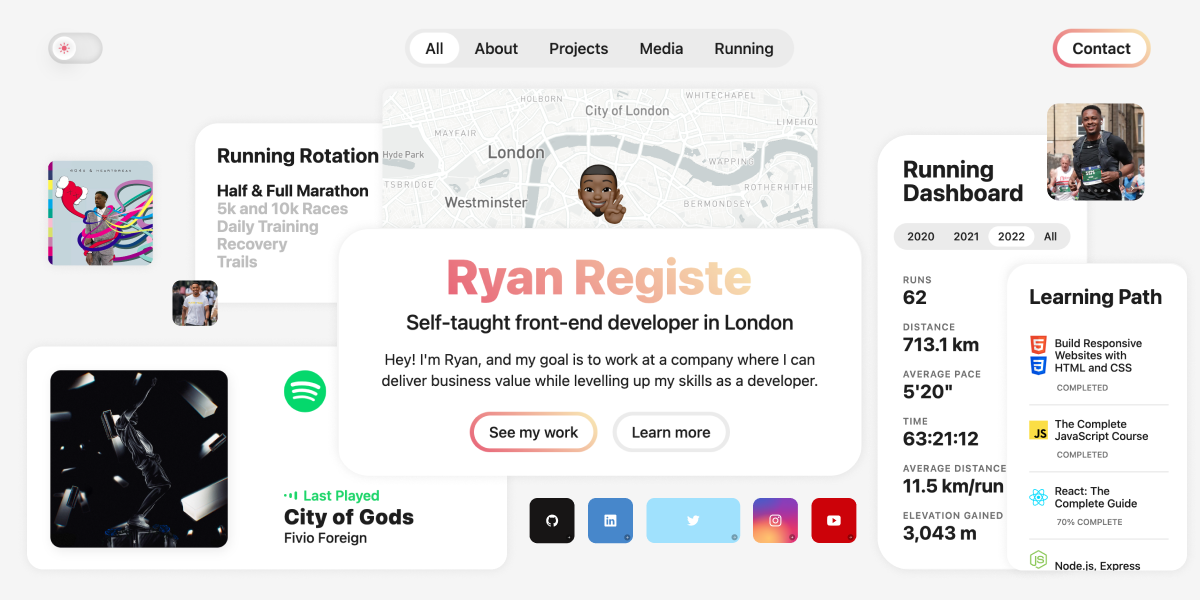 All
About
Projects
Media
Running
Contact
HOLBORN
WHITECHAPEL
City of London
MAYFAIR
Hyde Park
London
WAPPING
TSBRIDGE
Westminster
ROTHERHITHE
BERMONDSEY
LIMEHOU
Running Rotation
Half & Full Marathon
5k and 10k Races
Daily Training
Recovery
Trails
Ryan Registe
Self-taught front-end developer in London
Hey! I'm Ryan, and my goal is to work at a company where I can
deliver business value while levelling up my skills as a developer.
See my work
Learn more
Last Played
City of Gods
Fivio Foreign
in
Running
Dashboard
2020
2021
2022
All
RUNS
62
DISTANCE
713.1 km
AVERAGE PACE
5'20"
TIME
63:21:12
AVERAGE DISTANCE
11.5 km/run
ELEVATION GAINED
3,043 m
Learning Path
Build Responsive
Websites with
HTML and CSS
COMPLETED
JS
The Complete
JavaScript Course
COMPLETED
React: The
Complete Guide
70% COMPLETE
Node.js, Express